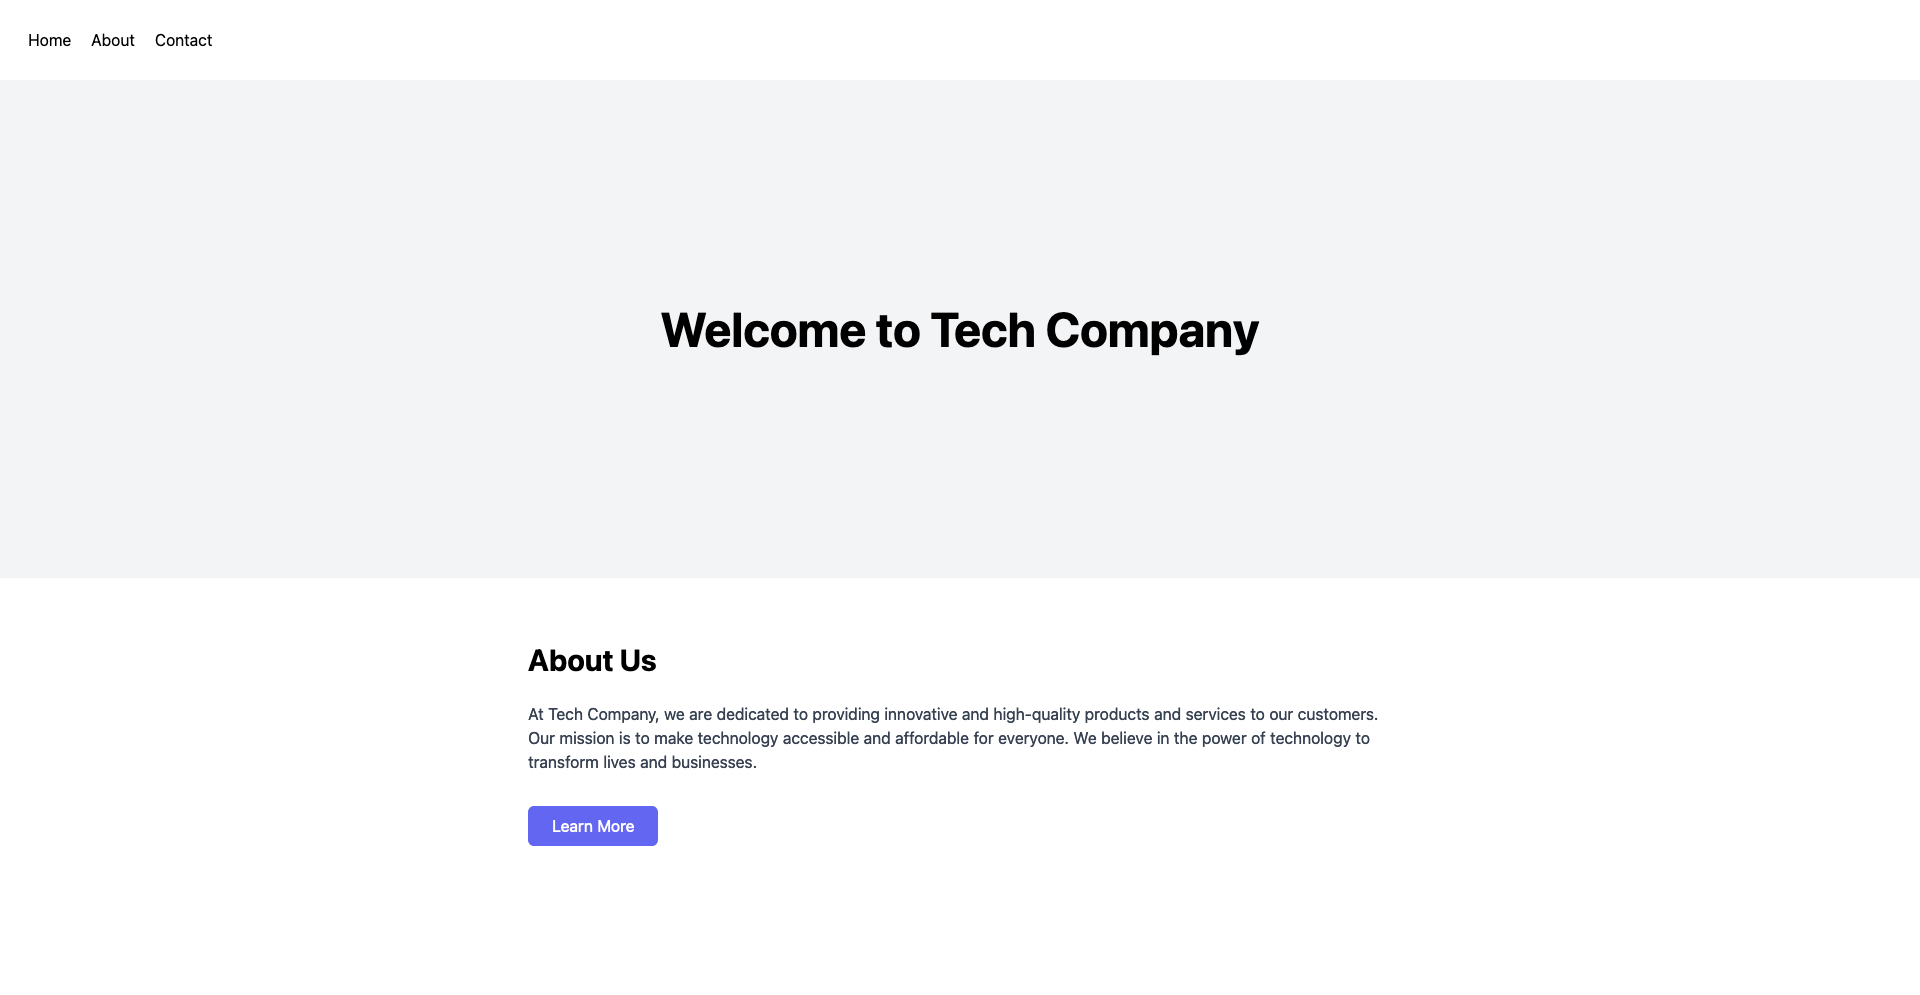 Home About Contact
Welcome to Tech Company
About Us
At Tech Company, we are dedicated to providing innovative and high-quality products and services to our customers.
Our mission is to make technology accessible and affordable for everyone. We believe in the power of technology to
transform lives and businesses.
Learn More